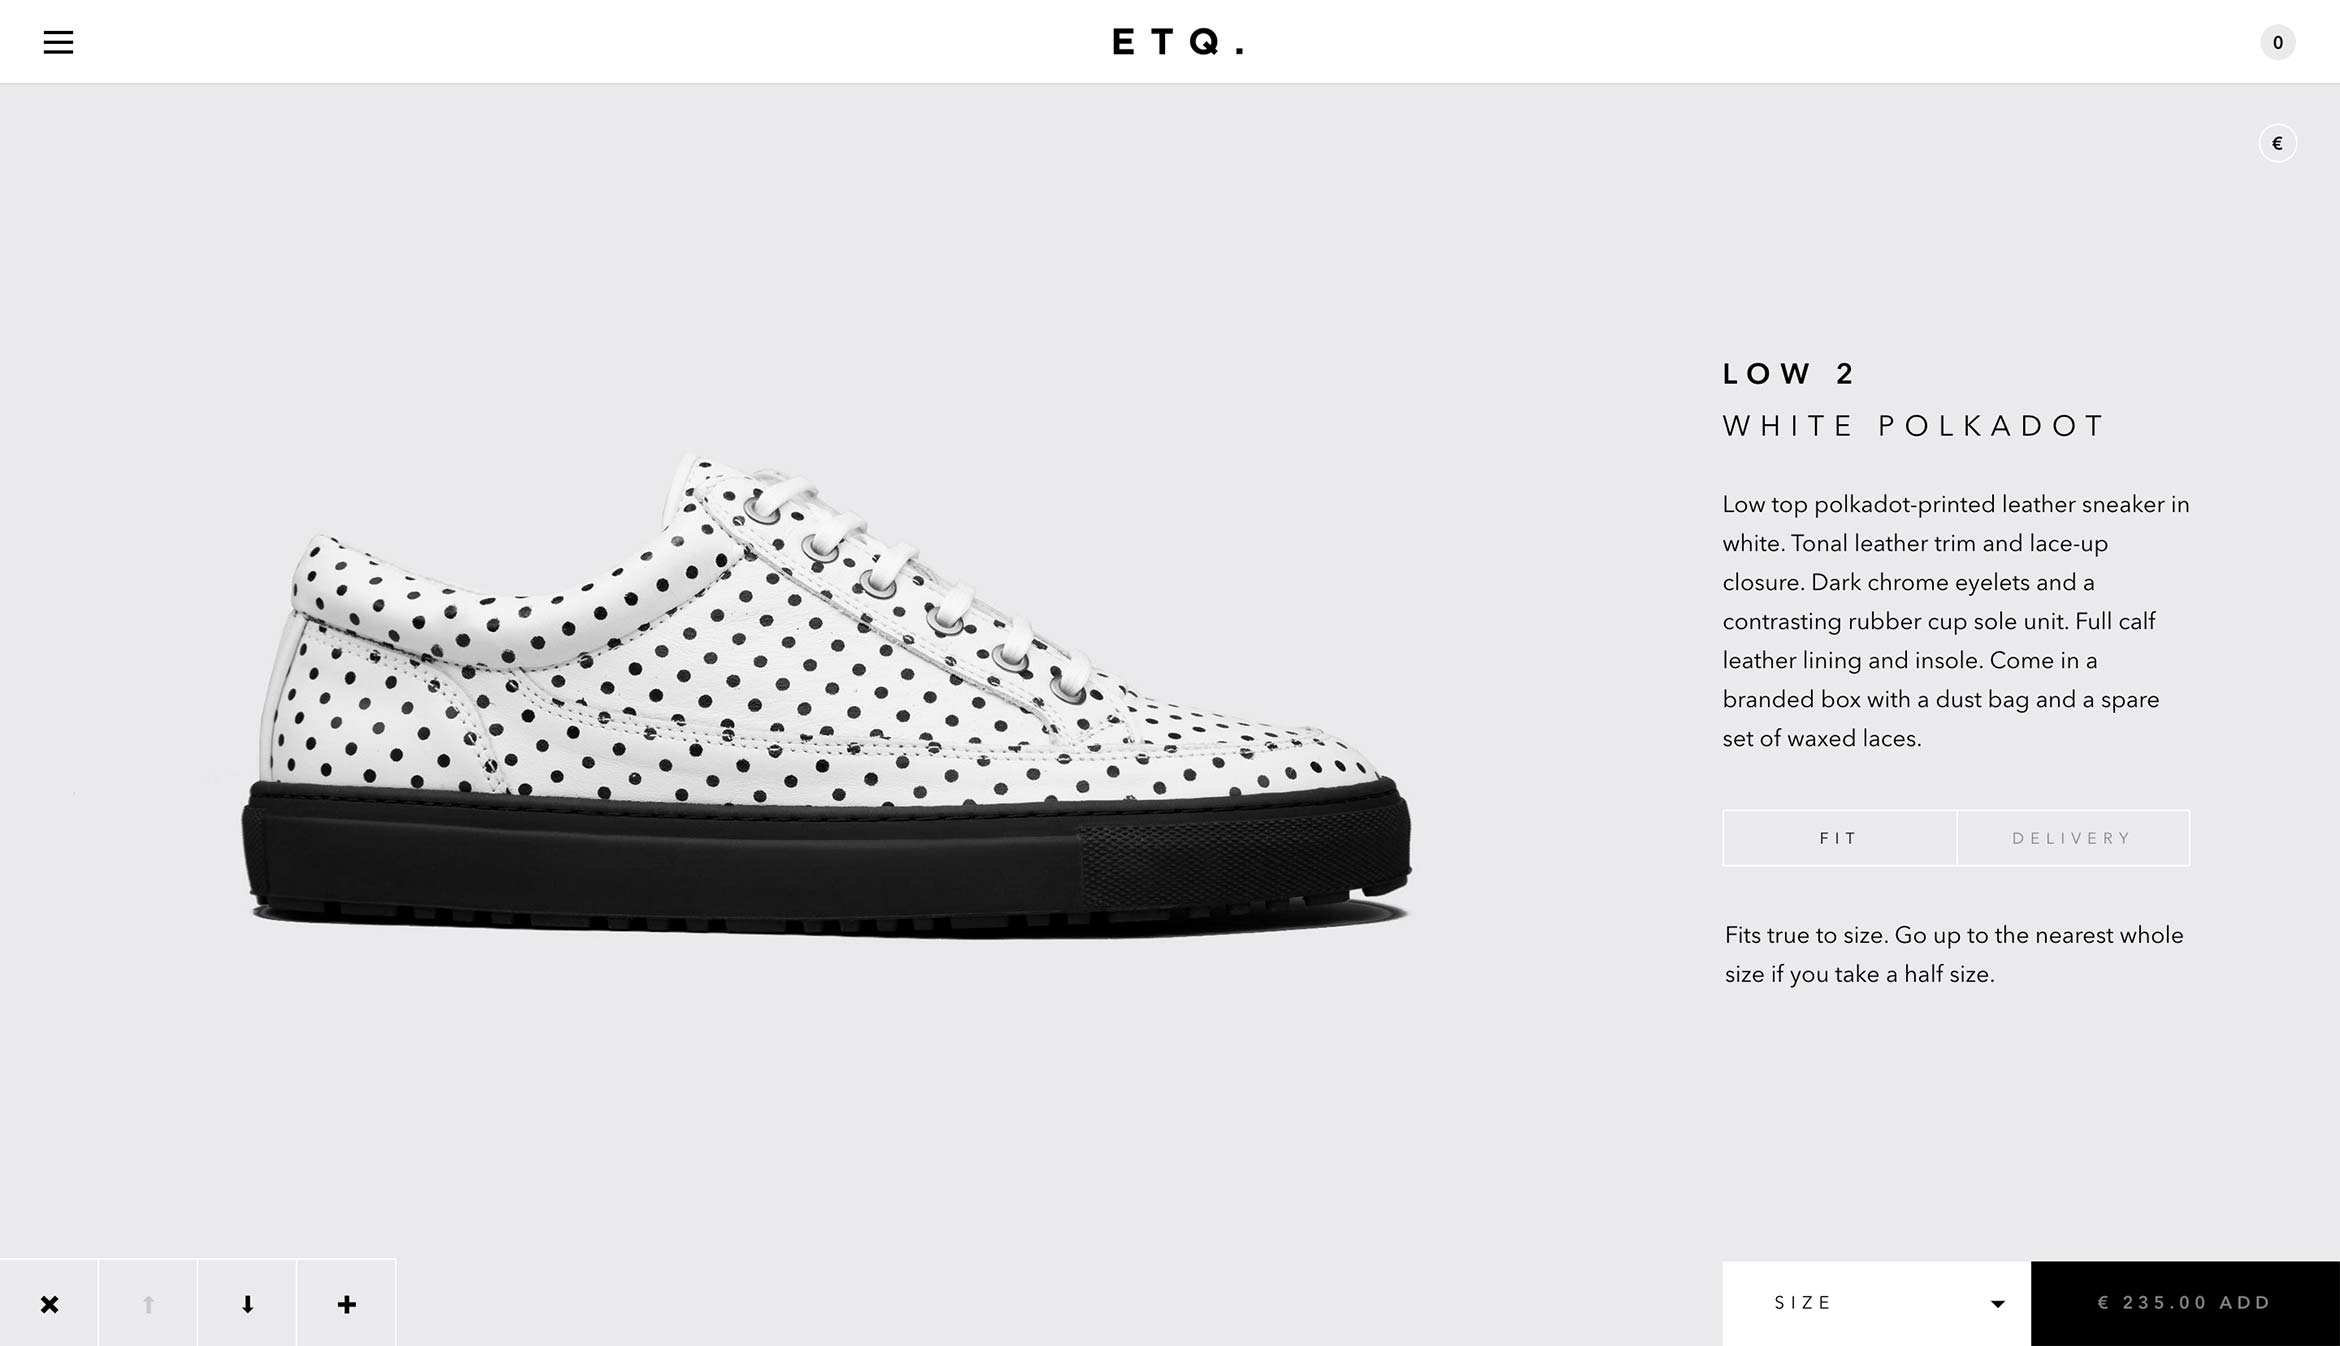 ETQ.
0
€
LOW 2
WHITE POLKADOT
Low top polkadot-printed leather sneaker in
white. Tonal leather trim and lace-up
closure. Dark chrome eyelets and a
contrasting rubber cup sole unit. Full calf
leather lining and insole. Come in a
branded box with a dust bag and a spare
set of waxed laces.
FIT
DELIVERY
Fits true to size. Go up to the nearest whole
size if you take a half size.
SIZE
€ 235.00 ADD